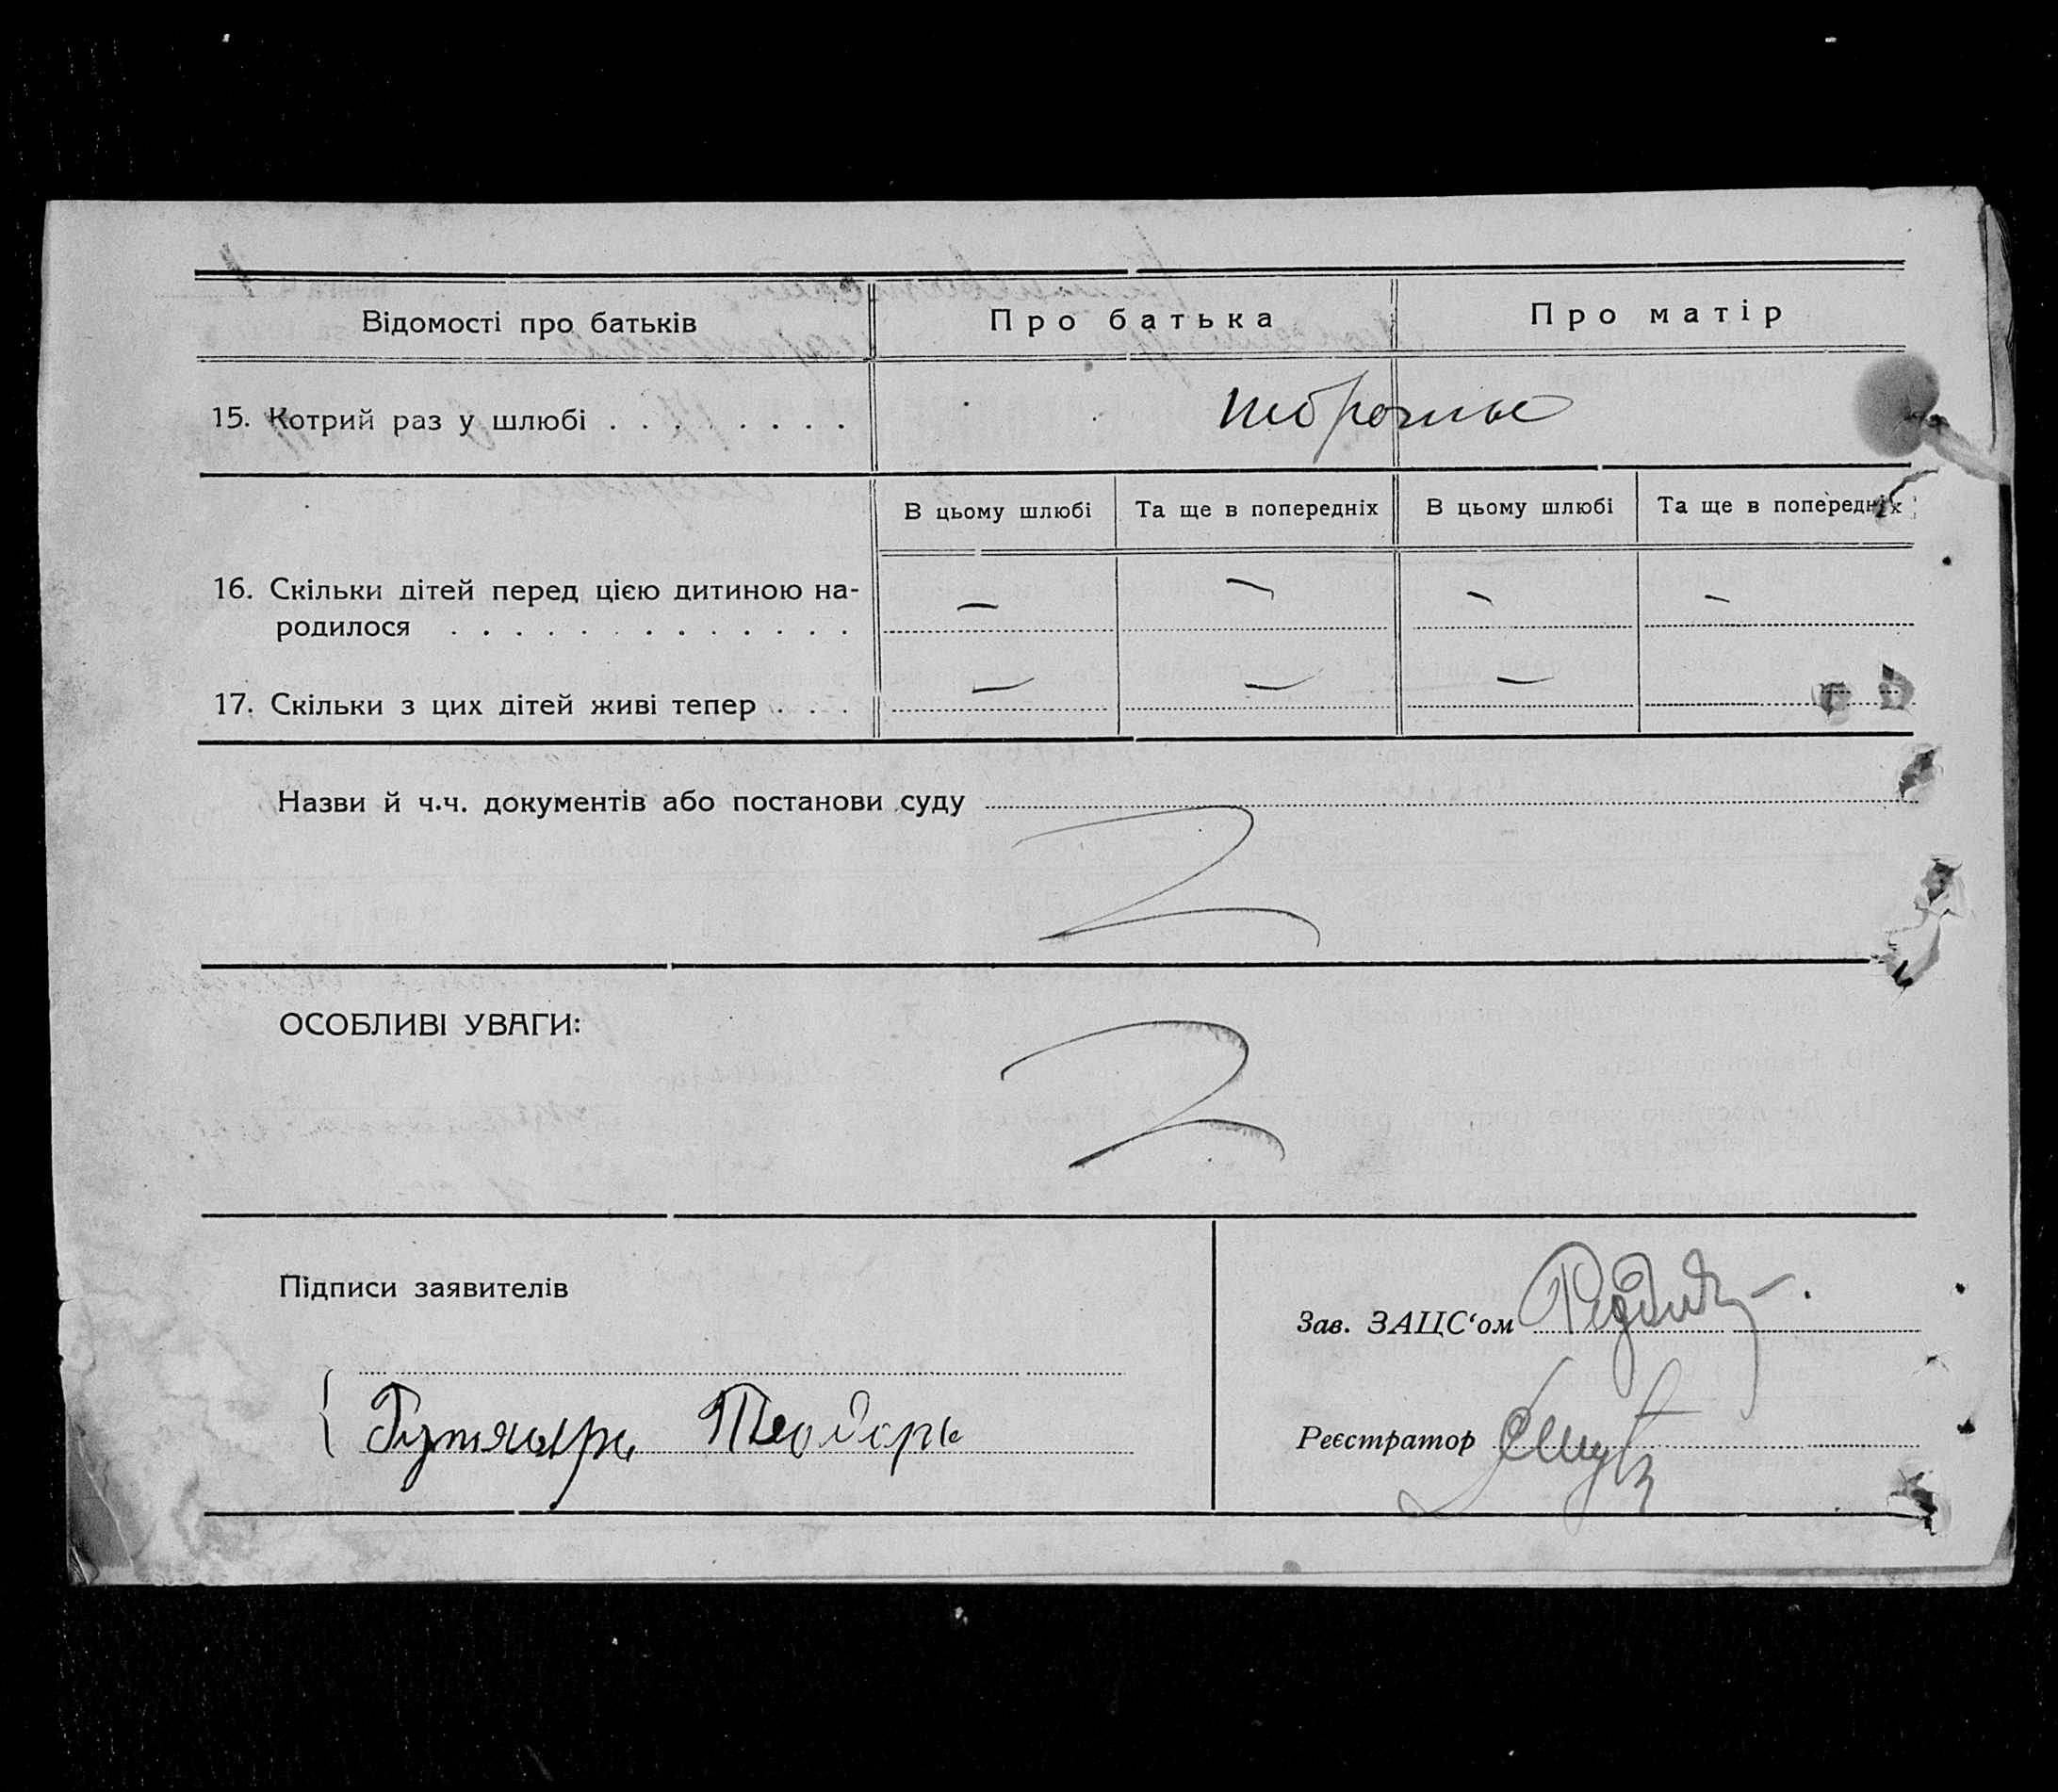 Відомості про батьків
Про батька
Про матір
15. Котрий раз у шлюбі . . . . . . . .
В цьому шлюбі
Та ще в попередніх
В цьому шлюбі
Та ще в попередніх
16. Скільки дітей перед цією дитиною на-
родилося . . . . . . . . . . . . .
— — — —
17. Скільки з цих дітей живі тепер . . .
— — —
Назви й ч.ч. документів або постанови суду
ОСОБЛИВІ УВАГИ:
Підписи заявителів
Зав. ЗАЦС‘ом
Реєстратор